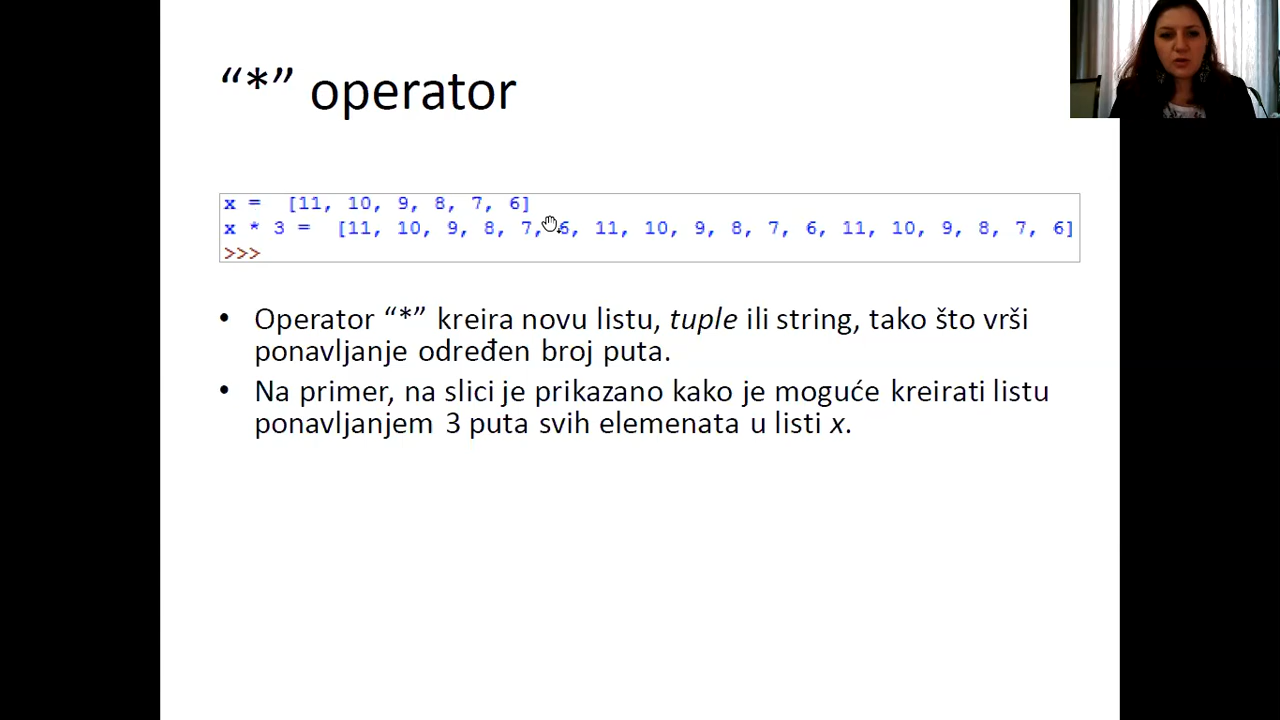 “*” operator
x =  [11, 10, 9, 8, 7, 6]
x * 3 =  [11, 10, 9, 8, 7, 6, 11, 10, 9, 8, 7, 6, 11, 10, 9, 8, 7, 6]
>>>
• Operator “*” kreira novu listu, tuple ili string, tako što vrši
ponavljanje određen broj puta.
• Na primer, na slici je prikazano kako je moguće kreirati listu
ponavljanjem 3 puta svih elemenata u listi x.